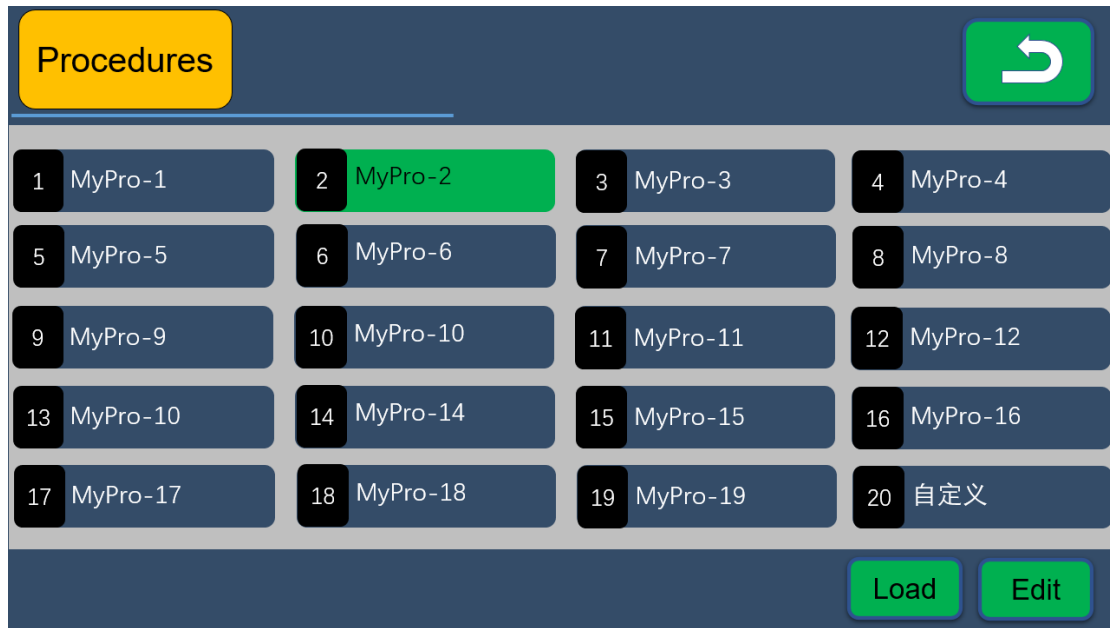 Procedures
1 MyPro-1 2 MyPro-2 3 MyPro-3 4 MyPro-4
5 MyPro-5 6 MyPro-6 7 MyPro-7 8 MyPro-8
9 MyPro-9 10 MyPro-10 11 MyPro-11 12 MyPro-12
13 MyPro-10 14 MyPro-14 15 MyPro-15 16 MyPro-16
17 MyPro-17 18 MyPro-18 19 MyPro-19 20 自定义
Load Edit